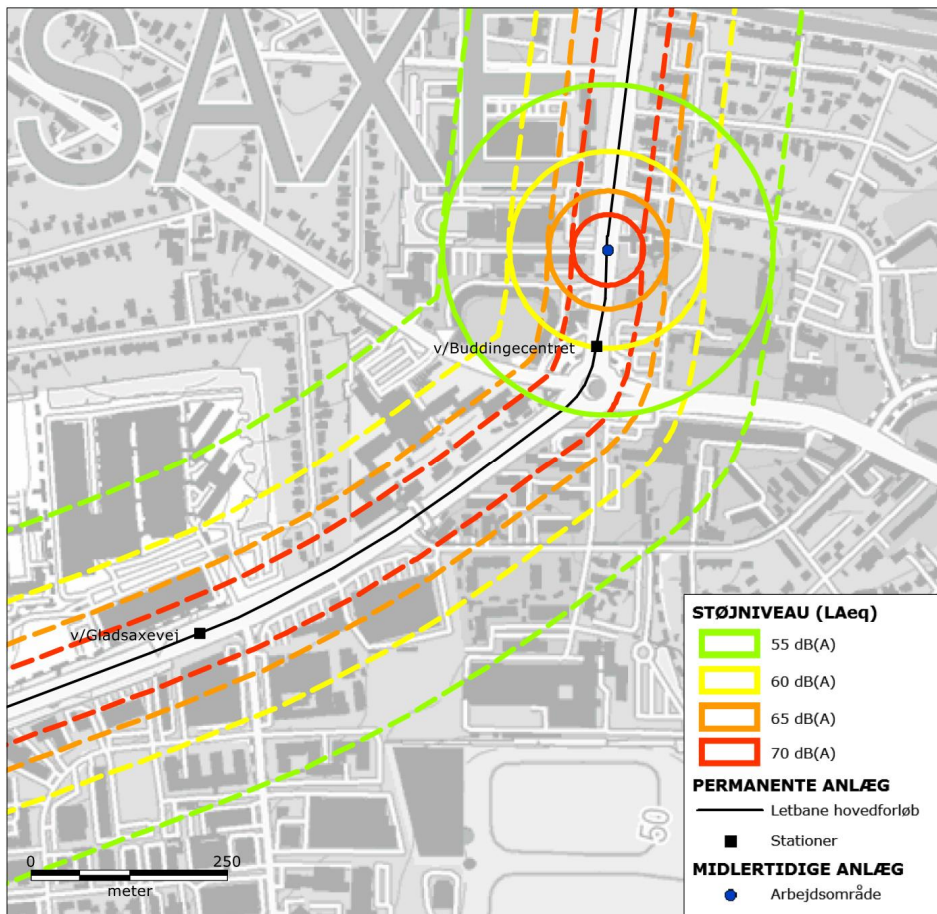 SAXE
v/Buddingecentret
v/Gladsaxevej
50
0 250
meter
STØJNIVEAU (LAeq)
55 dB(A)
60 dB(A)
65 dB(A)
70 dB(A)
PERMANENTE ANLÆG
Letbane hovedforløb
Stationer
MIDLERTIDIGE ANLÆG
Arbejdsområde